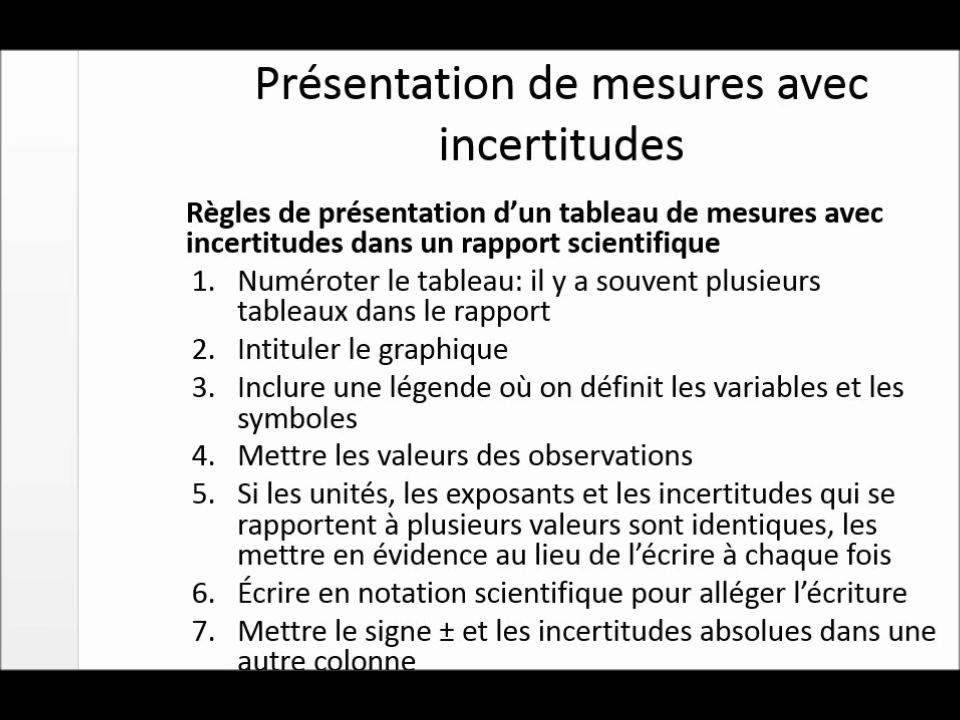 Présentation de mesures avec
incertitudes
Règles de présentation d’un tableau de mesures avec
incertitudes dans un rapport scientifique
1. Numéroter le tableau: il y a souvent plusieurs
tableaux dans le rapport
2. Intituler le graphique
3. Inclure une légende où on définit les variables et les
symboles
4. Mettre les valeurs des observations
5. Si les unités, les exposants et les incertitudes qui se
rapportent à plusieurs valeurs sont identiques, les
mettre en évidence au lieu de l’écrire à chaque fois
6. Écrire en notation scientifique pour alléger l’écriture
7. Mettre le signe ± et les incertitudes absolues dans une
autre colonne